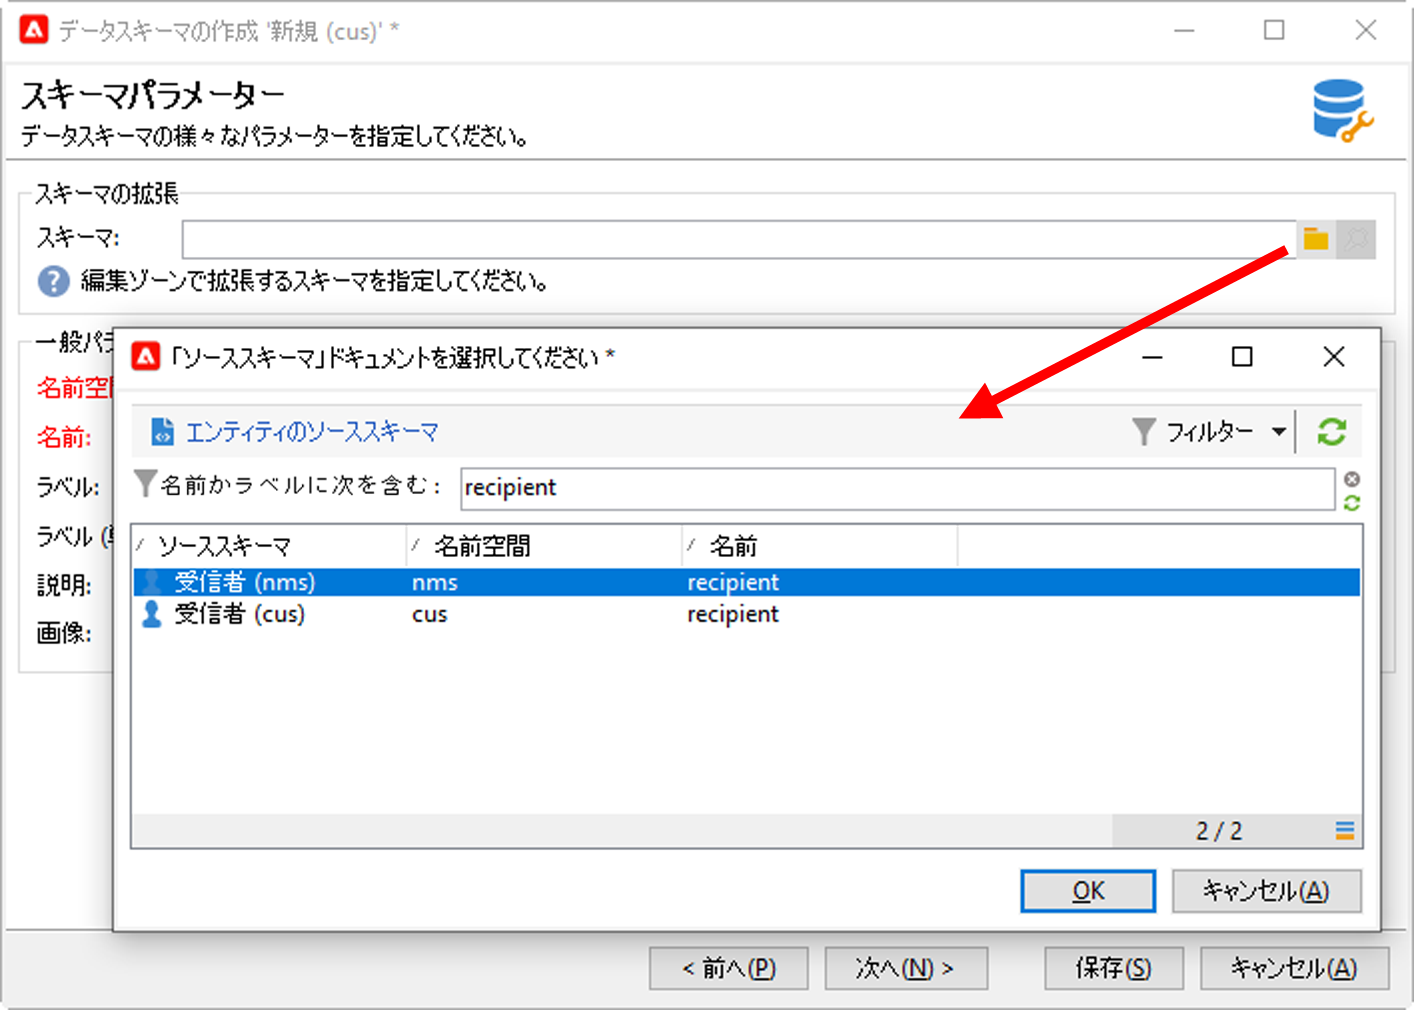 データスキーマの作成 '新規 (cus)' *
スキーマパラメーター
データスキーマの様々なパラメーターを指定してください。
スキーマの拡張
スキーマ:
編集ゾーンで拡張するスキーマを指定してください。
一般パラ
名前空間
名前:
ラベル:
ラベル (単
説明:
画像:
「ソーススキーマ」ドキュメントを選択してください *
エンティティのソーススキーマ
フィルター
名前かラベルに次を含む: recipient
ソーススキーマ 名前空間 名前
受信者 (nms) nms recipient
受信者 (cus) cus recipient
2 / 2
OK キャンセル(A)
< 前へ(P) 次へ(N) > 保存(S) キャンセル(A)